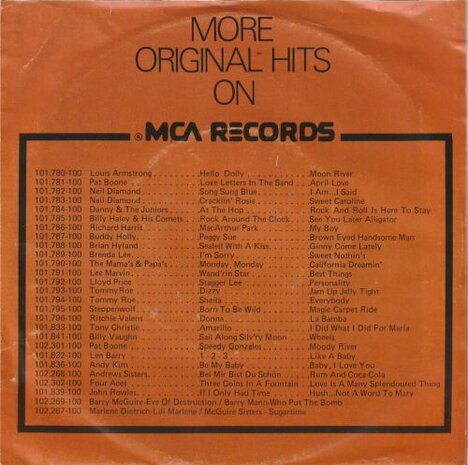 MORE
ORIGINAL HITS
ON
® MCA RECORDS
101.780-100 Louis Armstrong. . . . . . . . . . .Hello Dolly. . . . . . . . . . . . .Moon River
101.781-100 Pat Boone. . . . . . . . . . . . . . . .Love Letters In The Sand. . .April Love
101.782-100 Neil Diamond. . . . . . . . . . . . .Song Sung Blue. . . . . . . . . .I Am...I Said
101.783-100 Neil Diamond. . . . . . . . . . . . .Cracklin' Rosie. . . . . . . . . .Sweet Caroline
101.784-100 Danny & The Juniors. . . . . . .At The Hop. . . . . . . . . . . . .Rock And Roll Is Here To Stay
101.785-100 Billy Haley & His Comets. . .Rock Around The Clock. . . .See You Later Alligator
101.786-100 Richard Harris. . . . . . . . . . . .MacArthur Park. . . . . . . . . .My Boy
101.787-100 Buddy Holly. . . . . . . . . . . . . .Peggy Sue. . . . . . . . . . . . . .Brown Eyed Handsome Man
101.788-100 Brian Hyland. . . . . . . . . . . . .Sealed With A Kiss. . . . . . . .Ginny Come Lately
101.789-100 Brenda Lee. . . . . . . . . . . . . . .I'm Sorry. . . . . . . . . . . . . . .Sweet Nothin's
101.790-100 The Mama's & Papa's. . . . . . .Monday, Monday. . . . . . . . .California Dreamin'
101.791-100 Lee Marvin. . . . . . . . . . . . . . .Wand'rin Star. . . . . . . . . . . .Best Things
101.792-100 Lloyd Price. . . . . . . . . . . . . . .Stagger Lee. . . . . . . . . . . . .Personality
101.793-100 Tommy Roe. . . . . . . . . . . . . . .Dizzy. . . . . . . . . . . . . . . . . .Jam Up Jelly Tight
101.794-100 Tommy Roe. . . . . . . . . . . . . . .Sheila. . . . . . . . . . . . . . . . . .Everybody
101.795-100 Steppenwolf. . . . . . . . . . . . . . .Born To Be Wild. . . . . . . . . .Magic Carpet Ride
101.796-100 Ritchie Valens. . . . . . . . . . . . .Donna. . . . . . . . . . . . . . . . .La Bamba
101.833-100 Tony Christie. . . . . . . . . . . . . .Amarillo. . . . . . . . . . . . . . . .I Did What I Did For Maria
101.841-100 Billy Vaughn. . . . . . . . . . . . . .Sail Along Silv'ry Moon. . . .Wheels
102.301-100 Pat Boone. . . . . . . . . . . . . . . .Speedy Gonzales. . . . . . . . . .Moody River
101.832-100 Len Barry. . . . . . . . . . . . . . . .1 - 2 - 3. . . . . . . . . . . . . . . .Like A Baby
101.836-100 Andy Kim. . . . . . . . . . . . . . . .Be My Baby. . . . . . . . . . . . .Baby, I Love You
102.268-100 Andrews Sisters. . . . . . . . . . . .Bei Mir Bist Du Schön. . . . . .Rum And Coca-Cola
102.302-100 Four Aces. . . . . . . . . . . . . . . .Three Coins In A Fountain. .Love Is A Many Splendoured Thing
101.839-100 John Rowles. . . . . . . . . . . . . .If I Only Had Time. . . . . . . .Hush...Not A Word To Mary
102.269-100 Barry McGuire-Eve Of Destruction / Barry Mann-Who Put The Bomb
102.267-100 Marlene Dietrich-Lili Marlene / McGuire Sisters - Sugartime